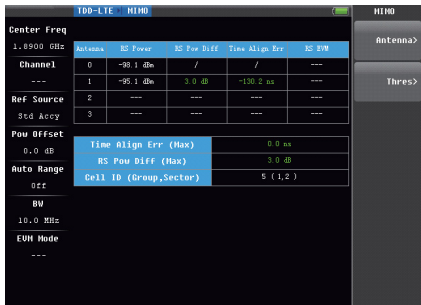 TDD-LTE MIMO
MIMO
Center Freq
1.8900 GHz
Channel
---
Ref Source
Std Accy
Pow Offset
0.0 dB
Auto Range
Off
BW
10.0 MHz
EVM Mode
---
Antenna RS Power RS Pow Diff Time Align Err RS EVM
0 -98.1 dBm / / ---
1 -95.1 dBm 3.0 dB -130.2 ns ---
2 --- --- --- ---
3 --- --- --- ---
Time Align Err (Max) 0.0 ns
RS Pow Diff (Max) 3.0 dB
Cell ID (Group,Sector) 5 (1,2)
Antenna>
Thres>